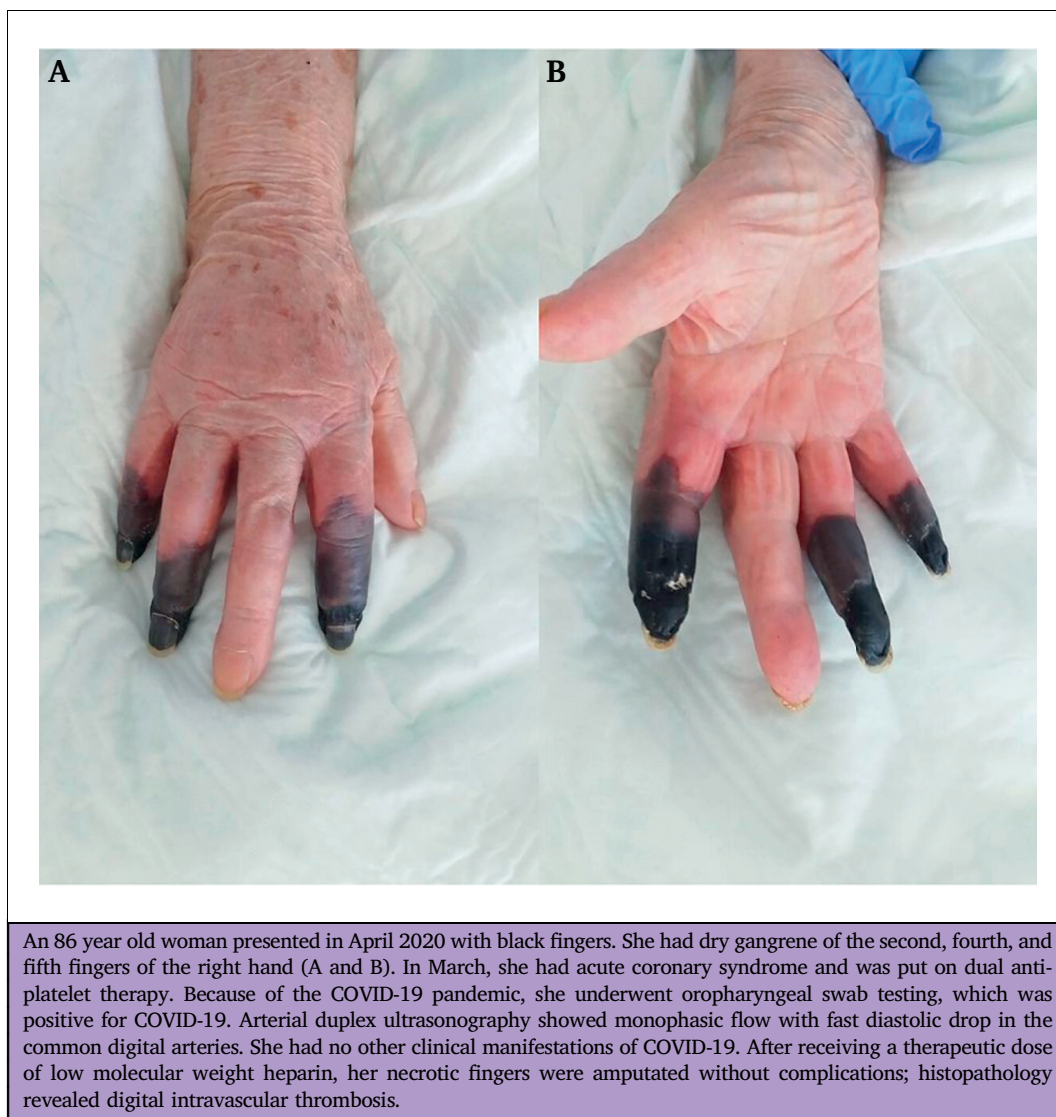 A
B
An 86 year old woman presented in April 2020 with black fingers. She had dry gangrene of the second, fourth, and
fifth fingers of the right hand (A and B). In March, she had acute coronary syndrome and was put on dual anti-
platelet therapy. Because of the COVID-19 pandemic, she underwent oropharyngeal swab testing, which was
positive for COVID-19. Arterial duplex ultrasonography showed monophasic flow with fast diastolic drop in the
common digital arteries. She had no other clinical manifestations of COVID-19. After receiving a therapeutic dose
of low molecular weight heparin, her necrotic fingers were amputated without complications; histopathology
revealed digital intravascular thrombosis.